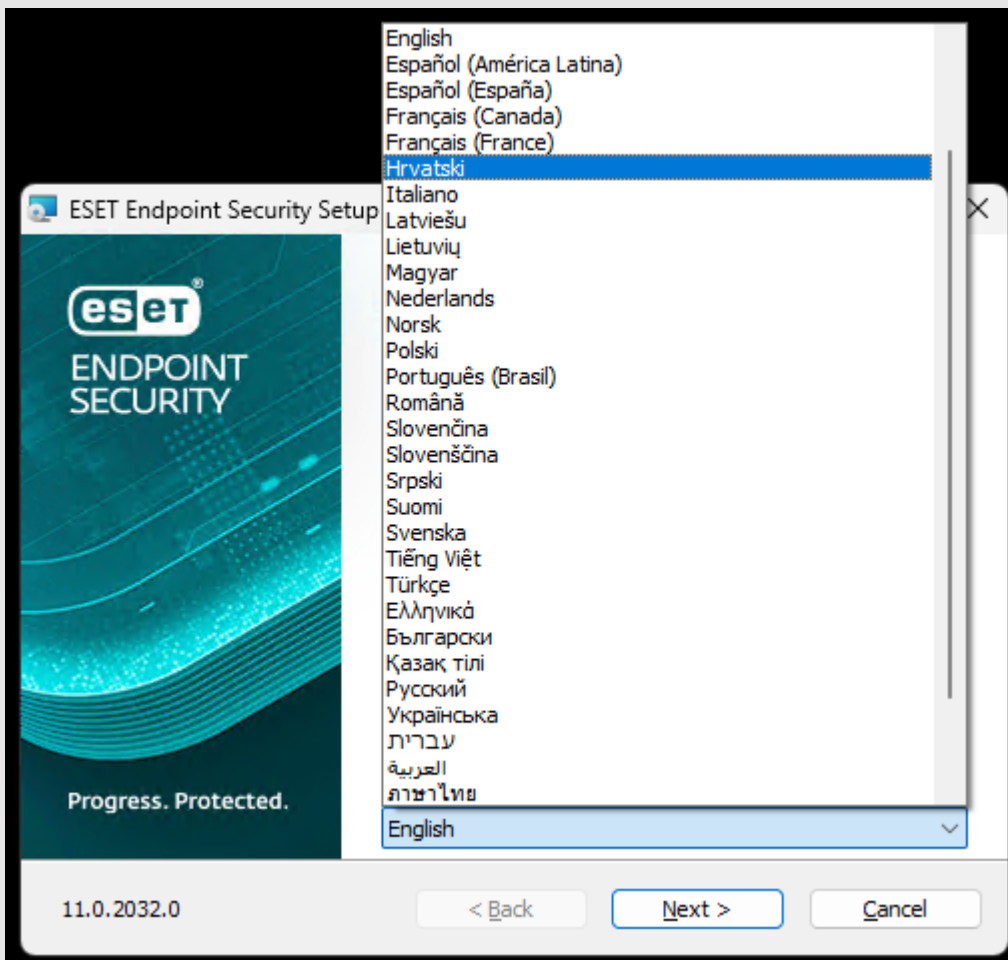 English
Español (América Latina)
Español (España)
Français (Canada)
Français (France)
Hrvatski
Italiano
Latviešu
Lietuvių
Magyar
Nederlands
Norsk
Polski
Português (Brasil)
Română
Slovenčina
Slovenščina
Srpski
Suomi
Svenska
Tiếng Việt
Türkçe
Ελληνικά
Български
Қазақ тілі
Русский
Українська
עברית
العربية
ภาษาไทย
English
ESET Endpoint Security Setup
eset®
ENDPOINT
SECURITY
Progress. Protected.
11.0.2032.0
< Back
Next >
Cancel